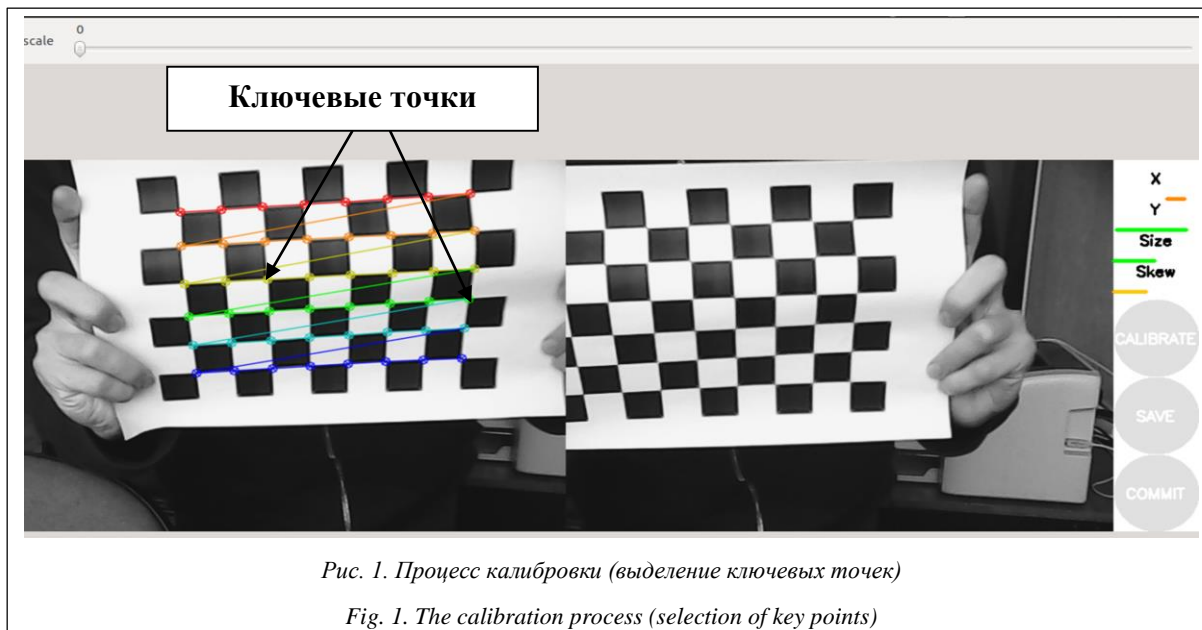 scale
0
Ключевые точки
X
Y
Size
Skew
CALIBRATE
SAVE
COMMIT
Рис. 1. Процесс калибровки (выделение ключевых точек)
Fig. 1. The calibration process (selection of key points)